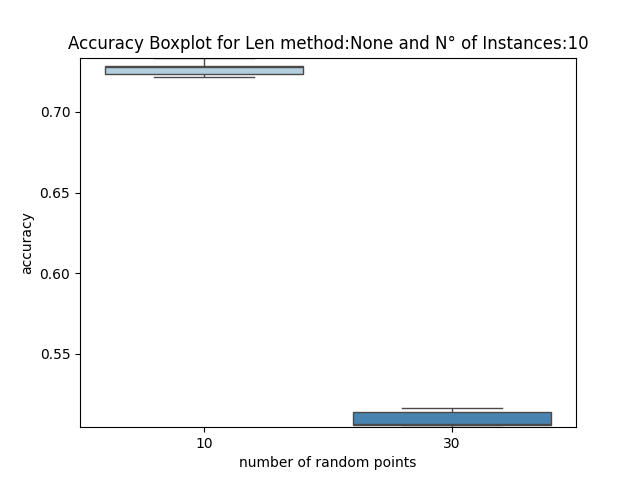 Accuracy Boxplot for Len method:None and N° of Instances:10
0.70
0.65
0.60
0.55
accuracy
10 30
number of random points